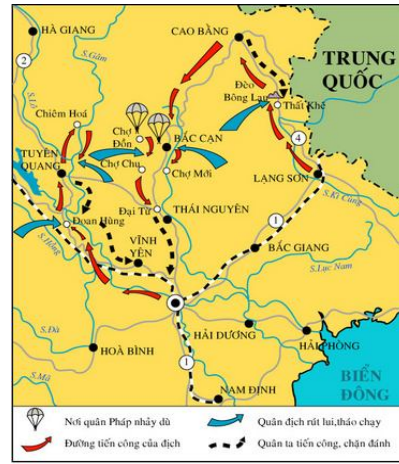 HÀ GIANG
CAO BẰNG
TRUNG
QUỐC
2
S.Gâm
S.Lô
Đèo
Bông Lau
Thất Khê
Chiêm Hoá
Chợ
Đồn
BẮC CẠN
4
TUYÊN
QUANG
Chợ Chu
Chợ Mới
LẠNG SƠN
S.Kì Cùng
Đại Từ
THÁI NGUYÊN
Đoan Hùng
S.Hồng
1
VĨNH
YÊN
BẮC GIANG
S.Lục Nam
S.Đà
HẢI DƯƠNG
HẢI PHÒNG
HOÀ BÌNH
1
S.Mã
NAM ĐỊNH
BIỂN
ĐÔNG
Nơi quân Pháp nhảy dù
Quân địch rút lui,tháo chạy
Đường tiến công của địch
Quân ta tiến công, chặn đánh